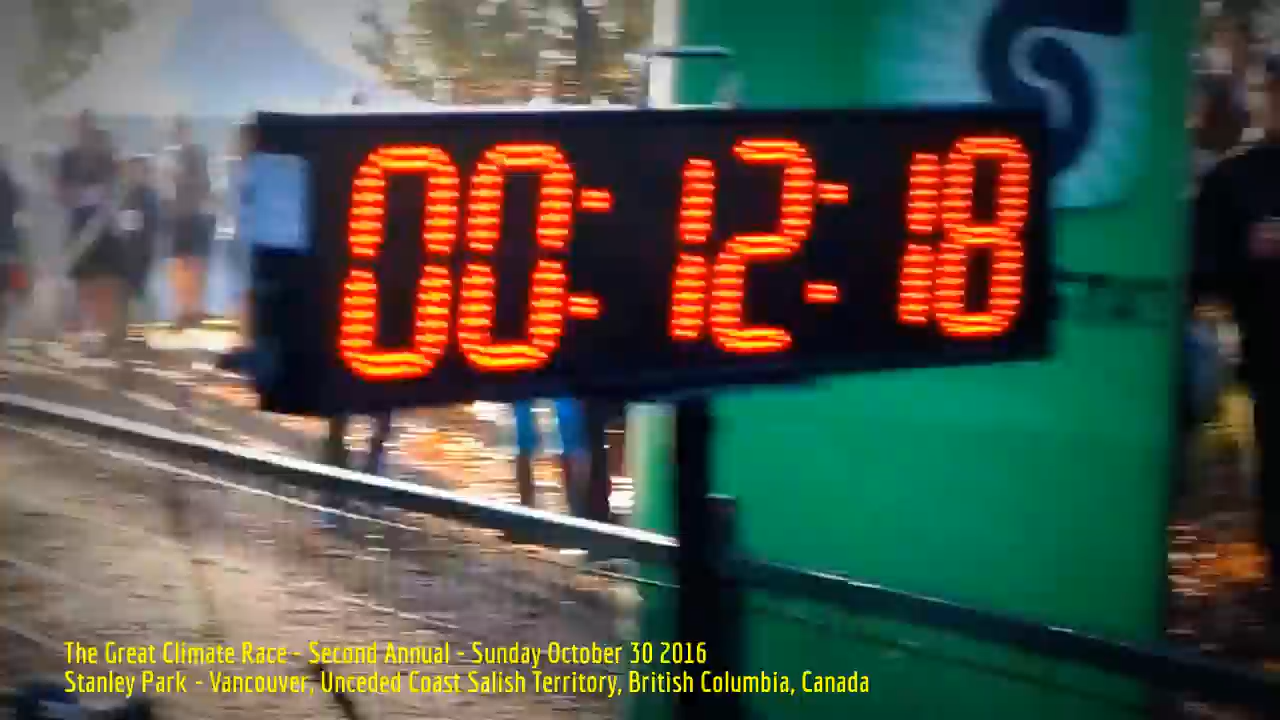 00:12:18
The Great Climate Race - Second Annual - Sunday October 30 2016
Stanley Park - Vancouver, Unceded Coast Salish Territory, British Columbia, Canada